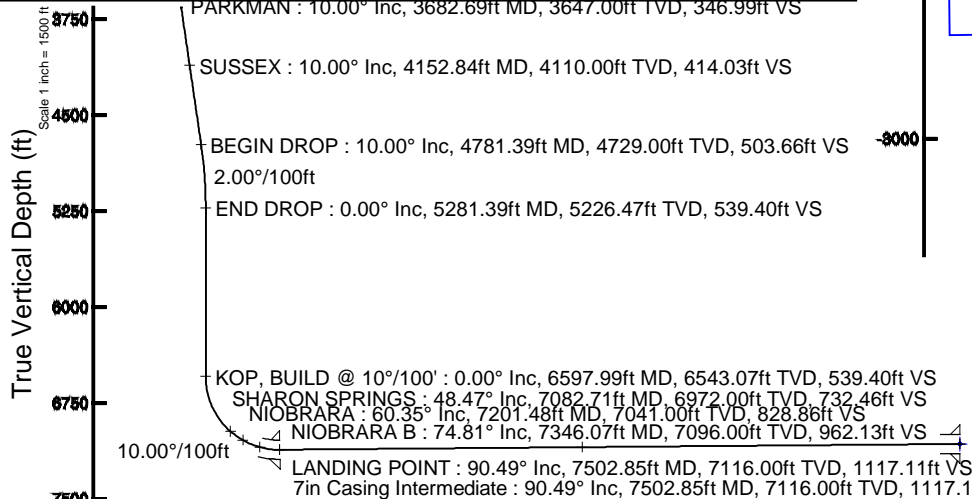 PARKMAN : 10.00° Inc, 3682.69ft MD, 3647.00ft TVD, 346.99ft VS
3750
Scale 1 inch = 1500 ft
SUSSEX : 10.00° Inc, 4152.84ft MD, 4110.00ft TVD, 414.03ft VS
4500
BEGIN DROP : 10.00° Inc, 4781.39ft MD, 4729.00ft TVD, 503.66ft VS
-3000
2.00°/100ft
True Vertical Depth (ft)
5250
END DROP : 0.00° Inc, 5281.39ft MD, 5226.47ft TVD, 539.40ft VS
6000
KOP, BUILD @ 10°/100' : 0.00° Inc, 6597.99ft MD, 6543.07ft TVD, 539.40ft VS
SHARON SPRINGS : 48.47° Inc, 7082.71ft MD, 6972.00ft TVD, 732.46ft VS
6750
NIOBRARA : 60.35° Inc, 7201.48ft MD, 7041.00ft TVD, 828.86ft VS
NIOBRARA B : 74.81° Inc, 7346.07ft MD, 7096.00ft TVD, 962.13ft VS
10.00°/100ft
LANDING POINT : 90.49° Inc, 7502.85ft MD, 7116.00ft TVD, 1117.11ft VS
7in Casing Intermediate : 90.49° Inc, 7502.85ft MD, 7116.00ft TVD, 1117.1
7500